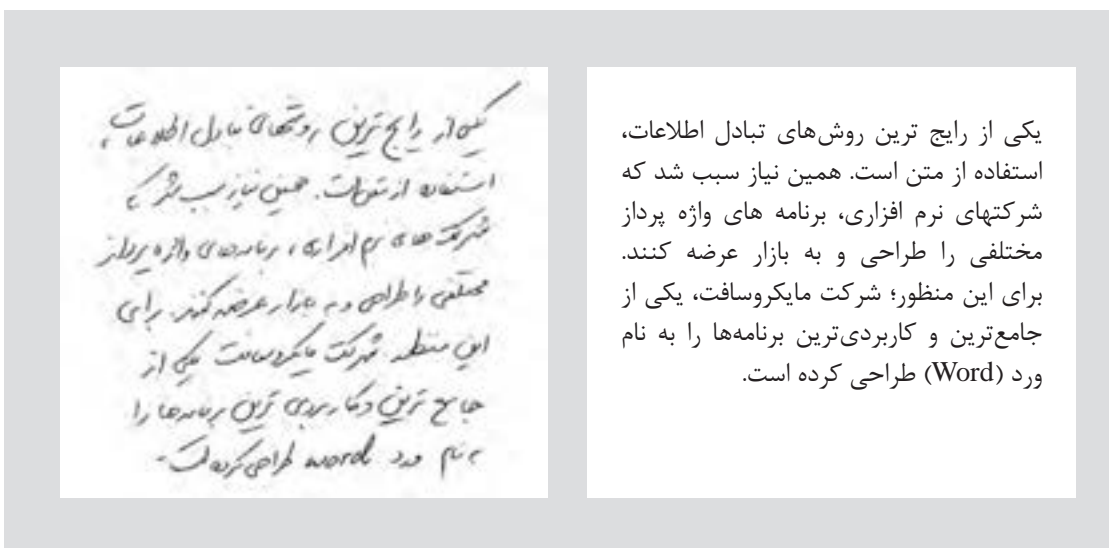 یکی از رایج ترین روش‌های تبادل اطلاعات،
استفاده از متن است. همین نیاز سبب شد که
شرکتهای نرم افزاری، برنامه های واژه پرداز
مختلفی را طراحی و به بازار عرضه کنند.
برای این منظور؛ شرکت مایکروسافت، یکی از
جامع‌ترین و کاربردی‌ترین برنامه‌ها را به نام
ورد (Word) طراحی کرده است.
یکی از رایج ترین روشهای تبادل اطلاعات،
استفاده از متن است. همین نیاز سبب شد که
شرکت های نرم افزاری، برنامه های واژه پرداز
مختلفی را طراحی و به بازار عرضه کنند. برای
این منظور شرکت مایکروسافت یکی از
جامع ترین و کاربردی ترین برنامه ها را
به نام ورد word طراحی کرده است.